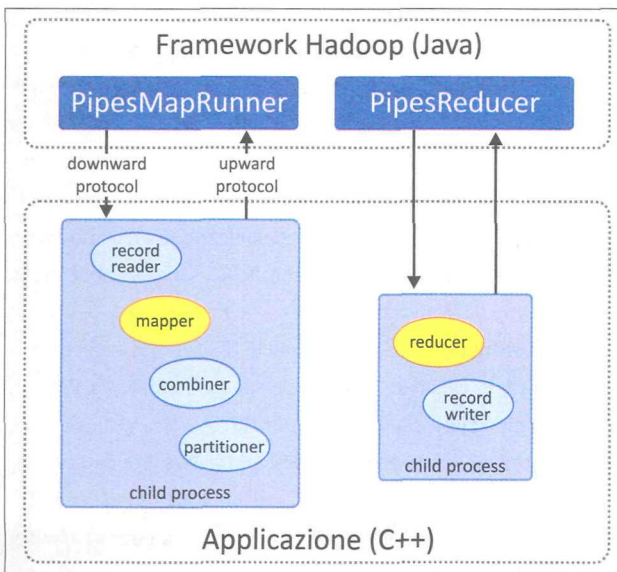 Framework Hadoop (Java)
PipesMapRunner
PipesReducer
downward
protocol
upward
protocol
record
reader
mapper
combiner
partitioner
child process
reducer
record
writer
child process
Applicazione (C++)